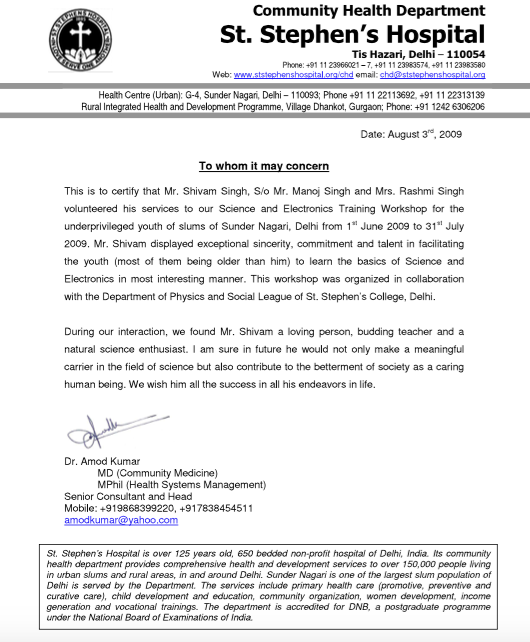 Community Health Department
St. Stephen's Hospital
Tis Hazari, Delhi – 110054
Phone: +91 11 23966021 – 7, +91 11 23983574, +91 11 23983580
Web: www.ststephenshospital.org/chd email: chd@ststephenshospital.org
Health Centre (Urban): G-4, Sunder Nagari, Delhi – 110093; Phone +91 11 22113692, +91 11 22313139
Rural Integrated Health and Development Programme, Village Dhankot, Gurgaon; Phone: +91 1242 6306206
Date: August 3rd, 2009
To whom it may concern
This is to certify that Mr. Shivam Singh, S/o Mr. Manoj Singh and Mrs. Rashmi Singh
volunteered his services to our Science and Electronics Training Workshop for the
underprivileged youth of slums of Sunder Nagari, Delhi from 1st June 2009 to 31st July
2009. Mr. Shivam displayed exceptional sincerity, commitment and talent in facilitating
the youth (most of them being older than him) to learn the basics of Science and
Electronics in most interesting manner. This workshop was organized in collaboration
with the Department of Physics and Social League of St. Stephen's College, Delhi.
During our interaction, we found Mr. Shivam a loving person, budding teacher and a
natural science enthusiast. I am sure in future he would not only make a meaningful
carrier in the field of science but also contribute to the betterment of society as a caring
human being. We wish him all the success in all his endeavors in life.
Dr. Amod Kumar
MD (Community Medicine)
MPhil (Health Systems Management)
Senior Consultant and Head
Mobile: +919868399220, +917838454511
amodkumar@yahoo.com
St. Stephen's Hospital is over 125 years old, 650 bedded non-profit hospital of Delhi, India. Its community
health department provides comprehensive health and development services to over 150,000 people living
in urban slums and rural areas, in and around Delhi. Sunder Nagari is one of the largest slum population of
Delhi is served by the Department. The services include primary health care (promotive, preventive and
curative care), child development and education, community organization, women development, income
generation and vocational trainings. The department is accredited for DNB, a postgraduate programme
under the National Board of Examinations of India.